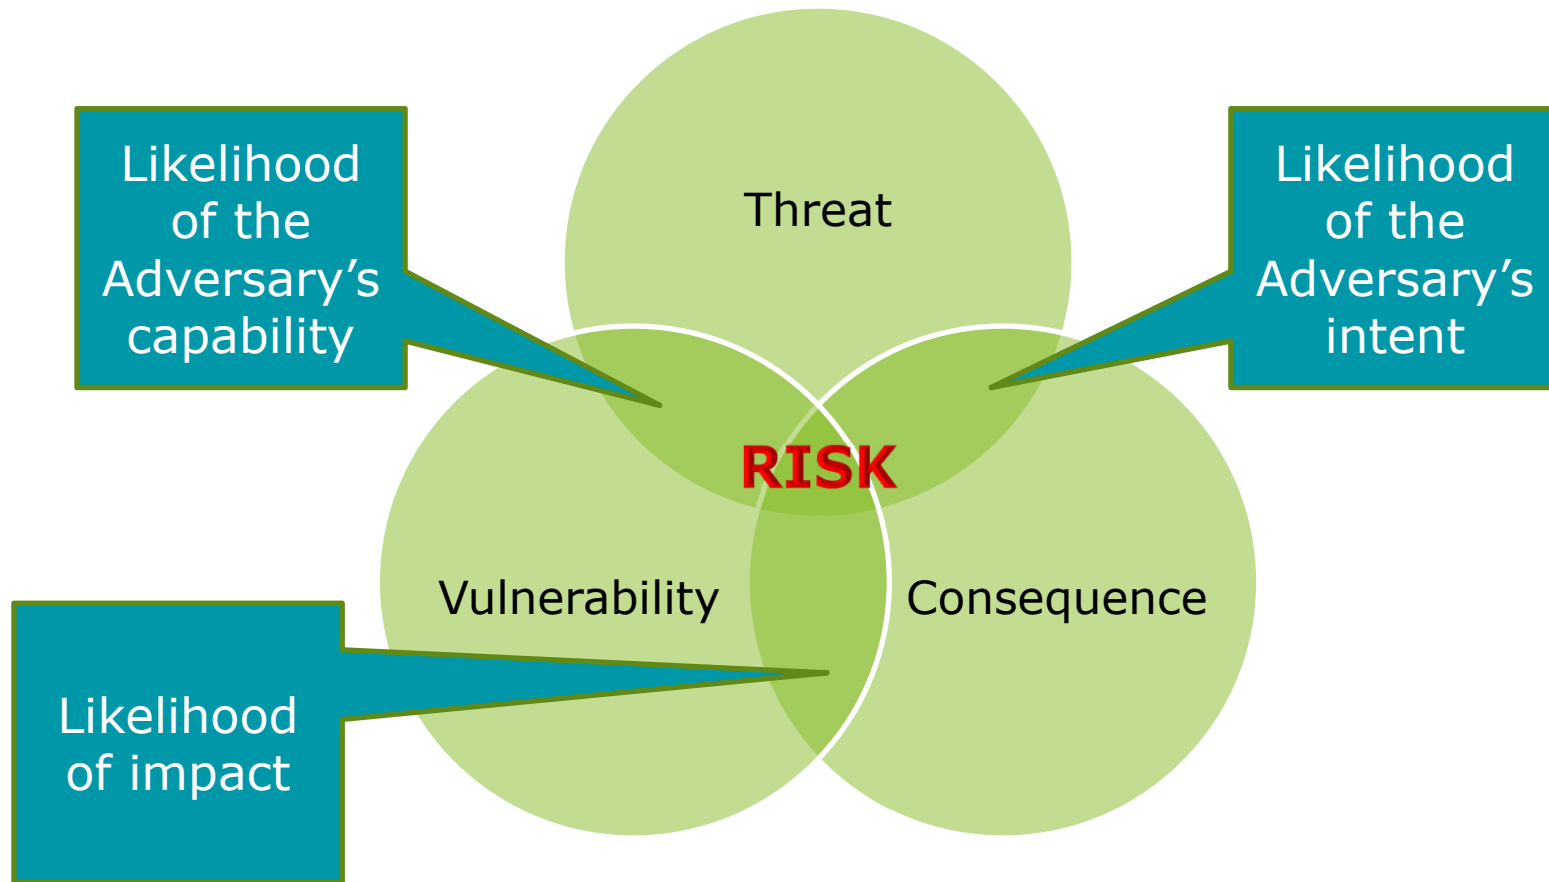 Likelihood
of the
Adversary’s
capability
Threat
Likelihood
of the
Adversary’s
intent
RISK
Vulnerability
Consequence
Likelihood
of impact